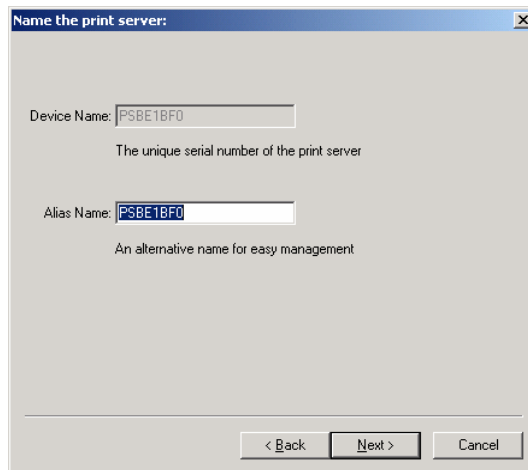 Name the print server:
Device Name: PSBE1BF0
The unique serial number of the print server
Alias Name: PSBE1BF0
An alternative name for easy management
< Back Next > Cancel